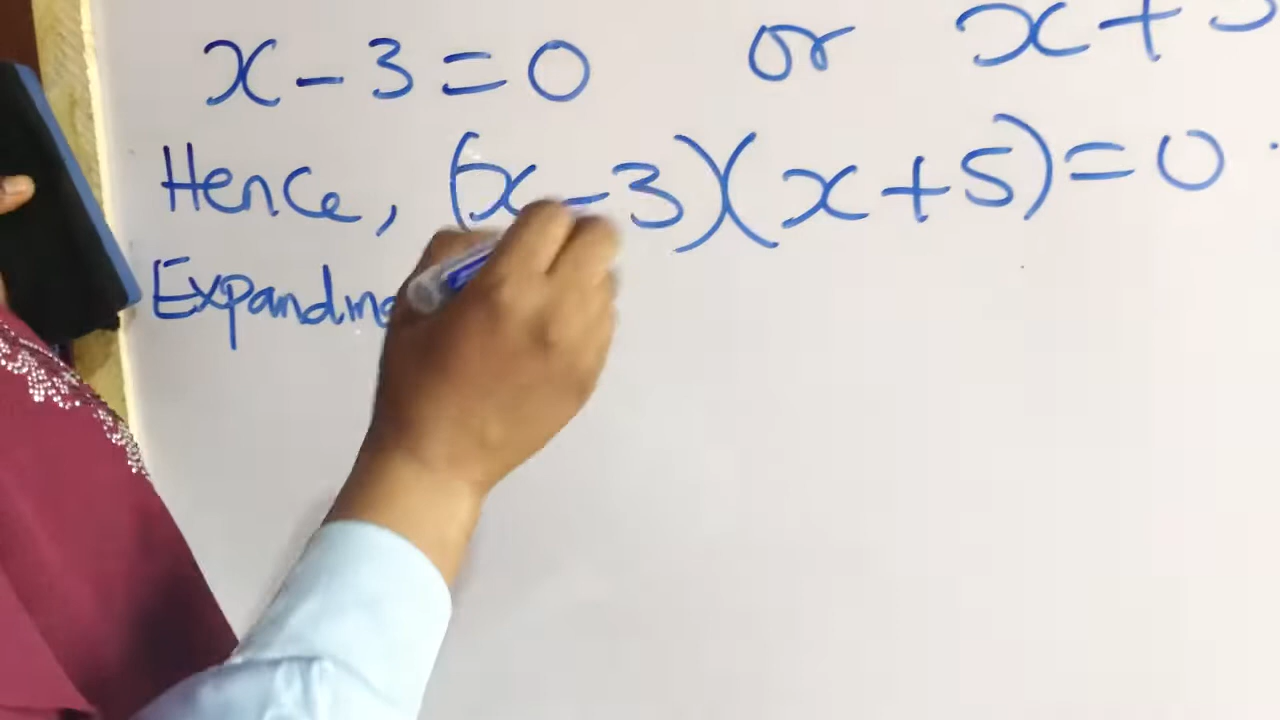 x - 3 = 0 or x + 5
Hence, (x - 3)(x + 5) = 0.
Expanding